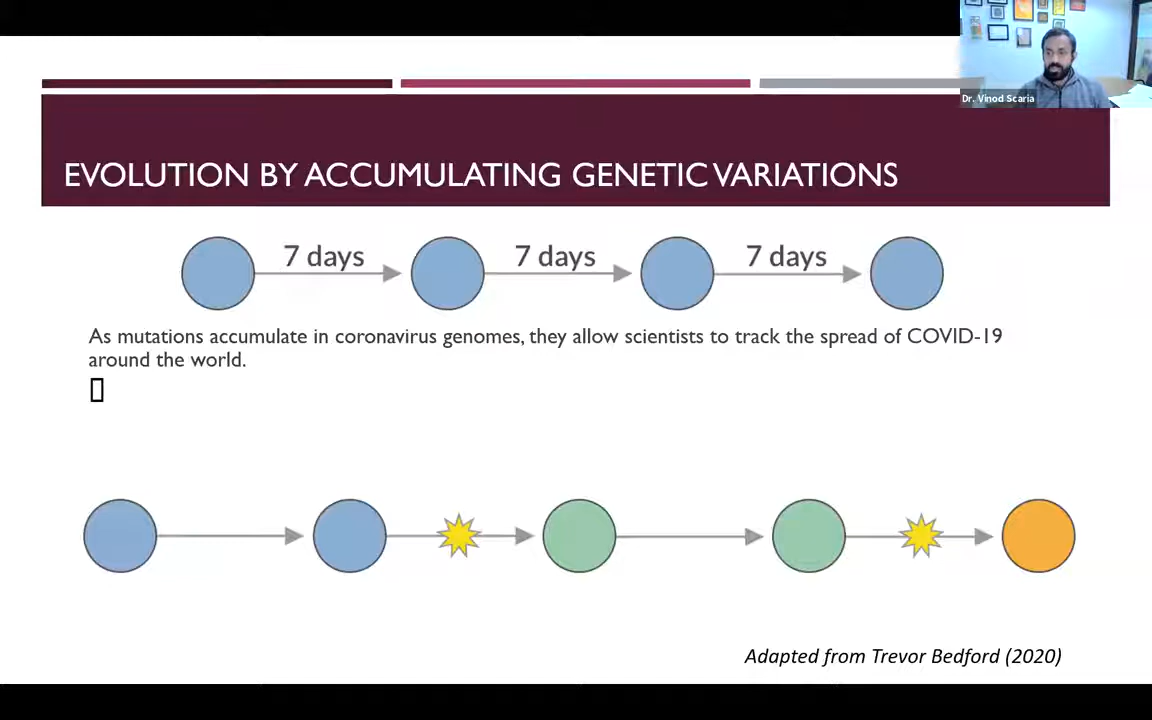 Dr. Vinod Scaria
EVOLUTION BY ACCUMULATING GENETIC VARIATIONS
7 days 7 days 7 days
As mutations accumulate in coronavirus genomes, they allow scientists to track the spread of COVID-19
around the world.
Adapted from Trevor Bedford (2020)